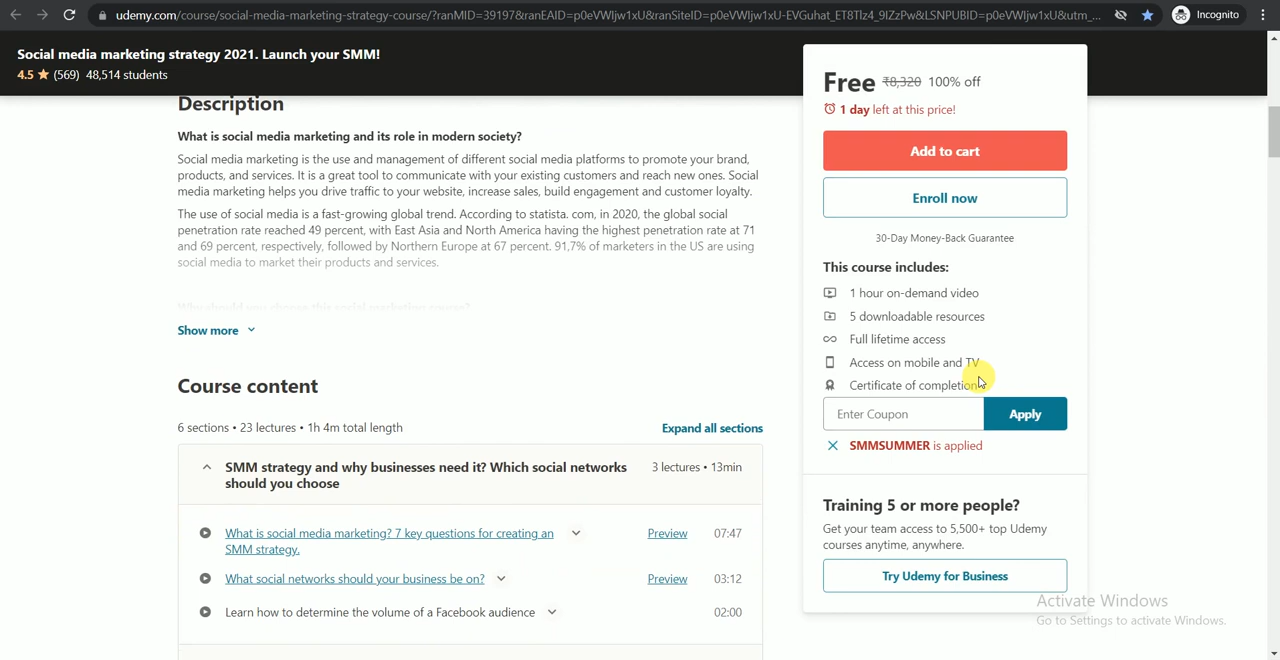 udemy.com/course/social-media-marketing-strategy-course/?ranMID=39197&ranEAID=p0eVWIjw1xU&ranSiteID=p0eVWIjw1xU-EVGuhat_ET8Tlz4_9IZzPw&LSNPUBID=p0eVWIjw1xU&utm_...
Incognito
Social media marketing strategy 2021. Launch your SMM!
4.5 ★ (569) 48,514 students
Description
What is social media marketing and its role in modern society?
Social media marketing is the use and management of different social media platforms to promote your brand,
products, and services. It is a great tool to communicate with your existing customers and reach new ones. Social
media marketing helps you drive traffic to your website, increase sales, build engagement and customer loyalty.
The use of social media is a fast-growing global trend. According to statista. com, in 2020, the global social
penetration rate reached 49 percent, with East Asia and North America having the highest penetration rate at 71
and 69 percent, respectively, followed by Northern Europe at 67 percent. 91,7% of marketers in the US are using
social media to market their products and services.
Why should you choose this social marketing course?
Show more
Course content
6 sections • 23 lectures • 1h 4m total length
Expand all sections
SMM strategy and why businesses need it? Which social networks
should you choose
3 lectures • 13min
What is social media marketing? 7 key questions for creating an
SMM strategy.
Preview 07:47
What social networks should your business be on?
Preview 03:12
Learn how to determine the volume of a Facebook audience
02:00
Free ₹8,320 100% off
1 day left at this price!
Add to cart
Enroll now
30-Day Money-Back Guarantee
This course includes:
1 hour on-demand video
5 downloadable resources
Full lifetime access
Access on mobile and TV
Certificate of completion
Enter Coupon
Apply
SMMSUMMER is applied
Training 5 or more people?
Get your team access to 5,500+ top Udemy
courses anytime, anywhere.
Try Udemy for Business
Activate Windows
Go to Settings to activate Windows.